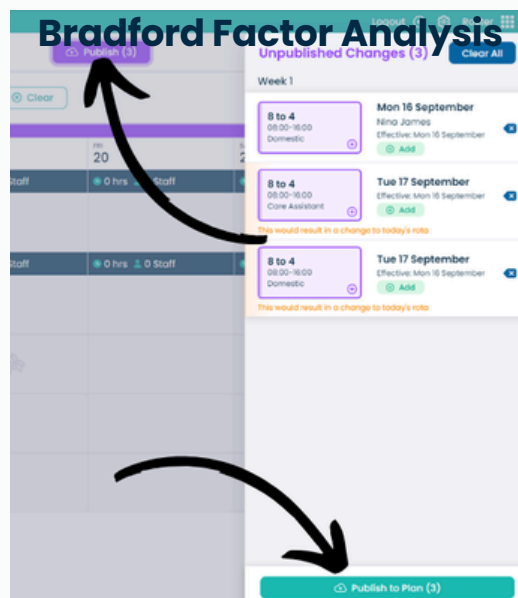 Bradford Factor Analysis
Logout
Publish (3)
Unpublished Changes (3)
Clear All
Clear
Week 1
FRI
20
Staff
0 hrs
0 Staff
Staff
0 hrs
0 Staff
8 to 4
08:00-16:00
Domestic
Mon 16 September
Nina James
Effective: Mon 16 September
Add
8 to 4
08:00-16:00
Care Assistant
Tue 17 September
Effective: Mon 16 September
Add
This would result in a change to today's rota
8 to 4
08:00-16:00
Domestic
Tue 17 September
Effective: Mon 16 September
Add
This would result in a change to today's rota
Publish to Plan (3)